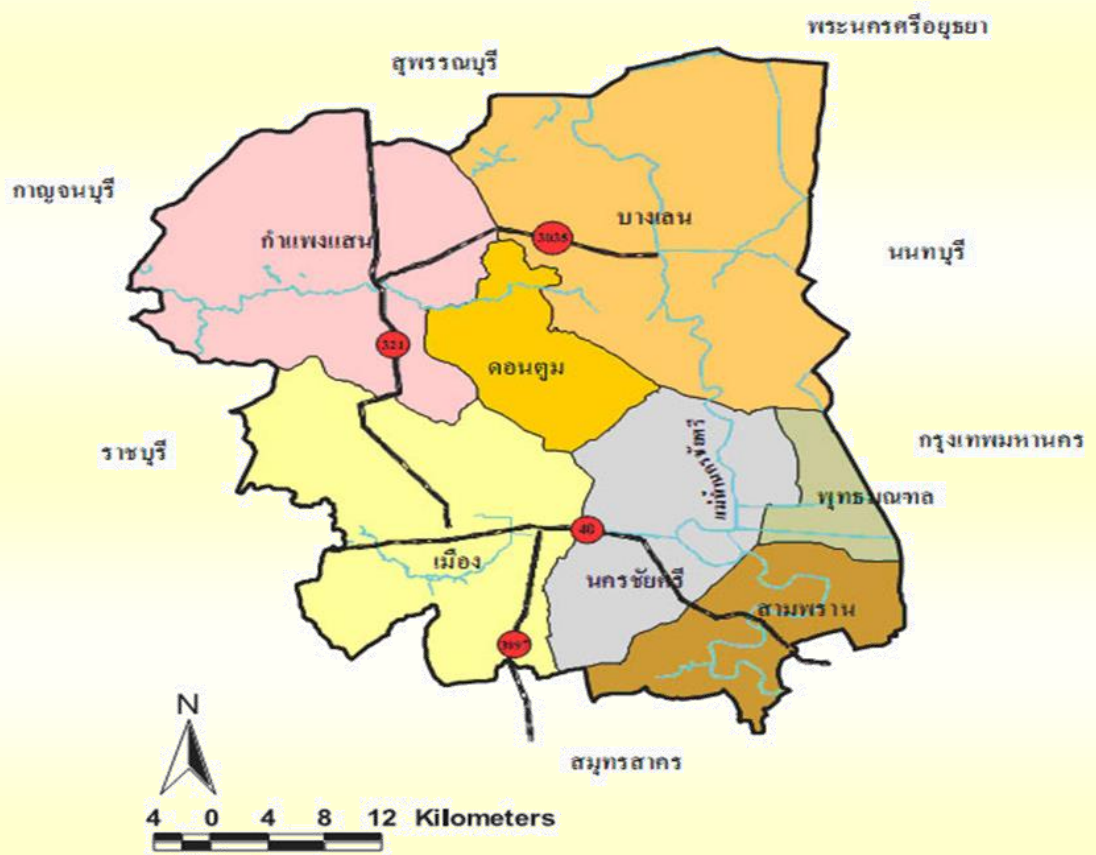 พระนครศรีอยุธยา
สุพรรณบุรี
กาญจนบุรี
บางเลน
กำแพงแสน
3035
นนทบุรี
321
ดอนตูม
กรุงเทพมหานคร
ราชบุรี
พุทธมณฑล
เมือง
นครชัยศรี
สามพราน
สมุทรสาคร
N
4 0 4 8 12 Kilometers